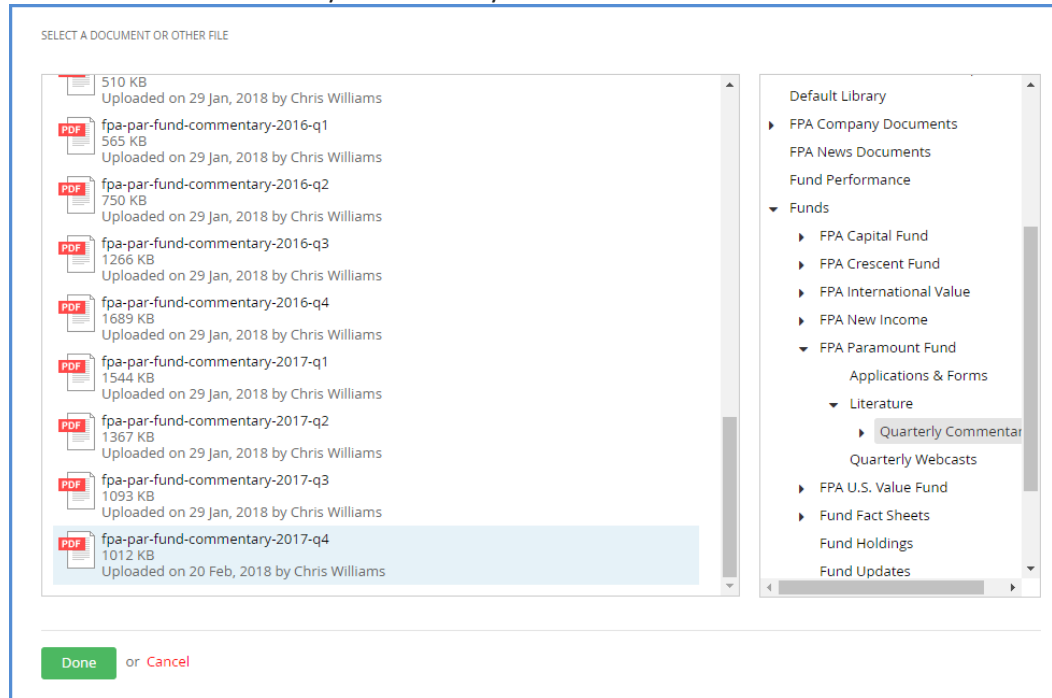 SELECT A DOCUMENT OR OTHER FILE
510 KB
Uploaded on 29 Jan, 2018 by Chris Williams
PDF
fpa-par-fund-commentary-2016-q1
565 KB
Uploaded on 29 Jan, 2018 by Chris Williams
PDF
fpa-par-fund-commentary-2016-q2
750 KB
Uploaded on 29 Jan, 2018 by Chris Williams
PDF
fpa-par-fund-commentary-2016-q3
1266 KB
Uploaded on 29 Jan, 2018 by Chris Williams
PDF
fpa-par-fund-commentary-2016-q4
1689 KB
Uploaded on 29 Jan, 2018 by Chris Williams
PDF
fpa-par-fund-commentary-2017-q1
1544 KB
Uploaded on 29 Jan, 2018 by Chris Williams
PDF
fpa-par-fund-commentary-2017-q2
1367 KB
Uploaded on 29 Jan, 2018 by Chris Williams
PDF
fpa-par-fund-commentary-2017-q3
1093 KB
Uploaded on 29 Jan, 2018 by Chris Williams
PDF
fpa-par-fund-commentary-2017-q4
1012 KB
Uploaded on 20 Feb, 2018 by Chris Williams
Default Library
FPA Company Documents
FPA News Documents
Fund Performance
Funds
FPA Capital Fund
FPA Crescent Fund
FPA International Value
FPA New Income
FPA Paramount Fund
Applications & Forms
Literature
Quarterly Commentar
Quarterly Webcasts
FPA U.S. Value Fund
Fund Fact Sheets
Fund Holdings
Fund Updates
Done or Cancel